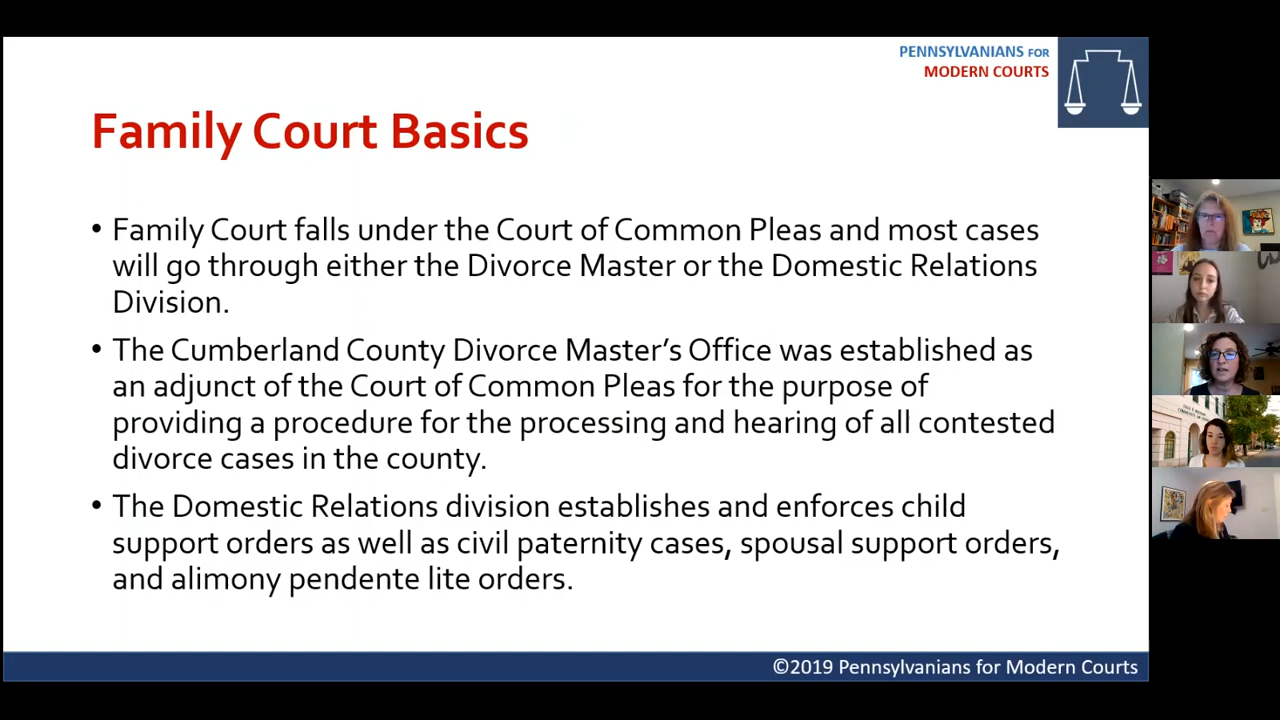 PENNSYLVANIANS FOR
MODERN COURTS
Family Court Basics
• Family Court falls under the Court of Common Pleas and most cases
will go through either the Divorce Master or the Domestic Relations
Division.
• The Cumberland County Divorce Master’s Office was established as
an adjunct of the Court of Common Pleas for the purpose of
providing a procedure for the processing and hearing of all contested
divorce cases in the county.
• The Domestic Relations division establishes and enforces child
support orders as well as civil paternity cases, spousal support orders,
and alimony pendente lite orders.
©2019 Pennsylvanians for Modern Courts